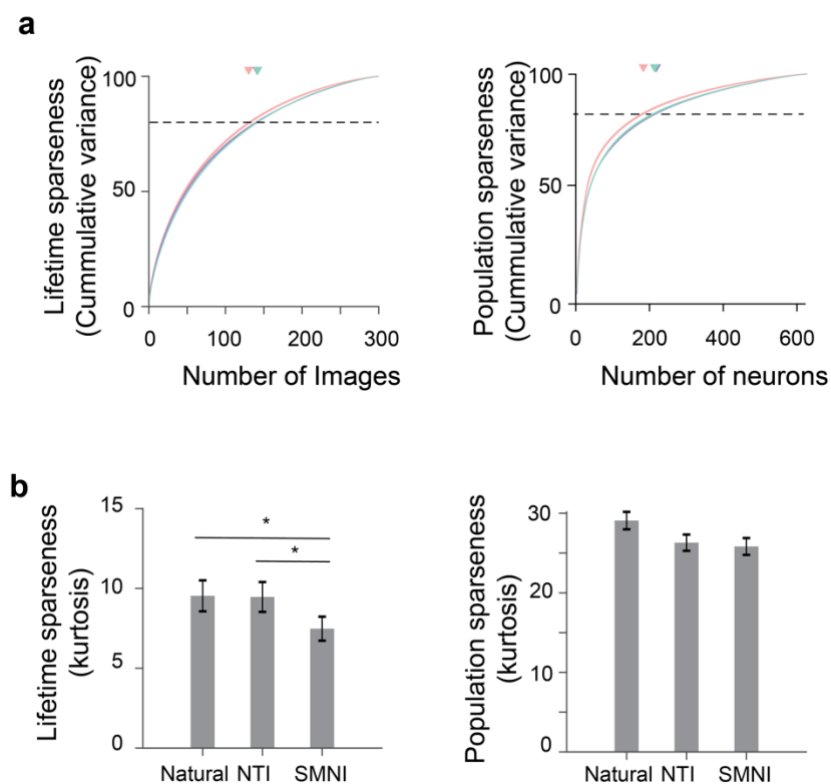 a
Lifetime sparseness
(Cummulative variance)
100
50
0
0 100 200 300
Number of Images
Population sparseness
(Cummulative variance)
100
50
0
0 200 400 600
Number of neurons
b
Lifetime sparseness
(kurtosis)
15
10
5
0
*
*
Natural NTI SMNI
Population sparseness
(kurtosis)
30
20
10
0
Natural NTI SMNI